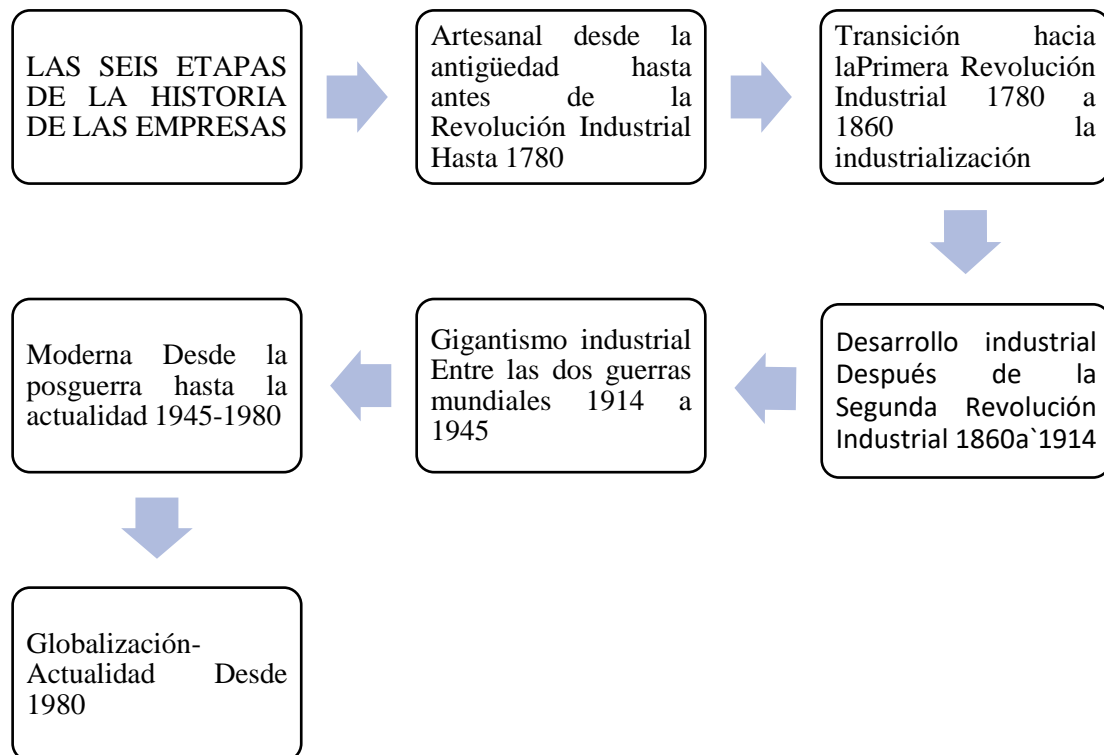 LAS SEIS ETAPAS
DE LA HISTORIA
DE LAS EMPRESAS
Artesanal desde la
antigüedad hasta
antes de la
Revolución Industrial
Hasta 1780
Transición hacia
laPrimera Revolución
Industrial 1780 a
1860 la
industrialización
Desarrollo industrial
Después de la
Segunda Revolución
Industrial 1860a`1914
Gigantismo industrial
Entre las dos guerras
mundiales 1914 a
1945
Moderna Desde la
posguerra hasta la
actualidad 1945-1980
Globalización-
Actualidad Desde
1980